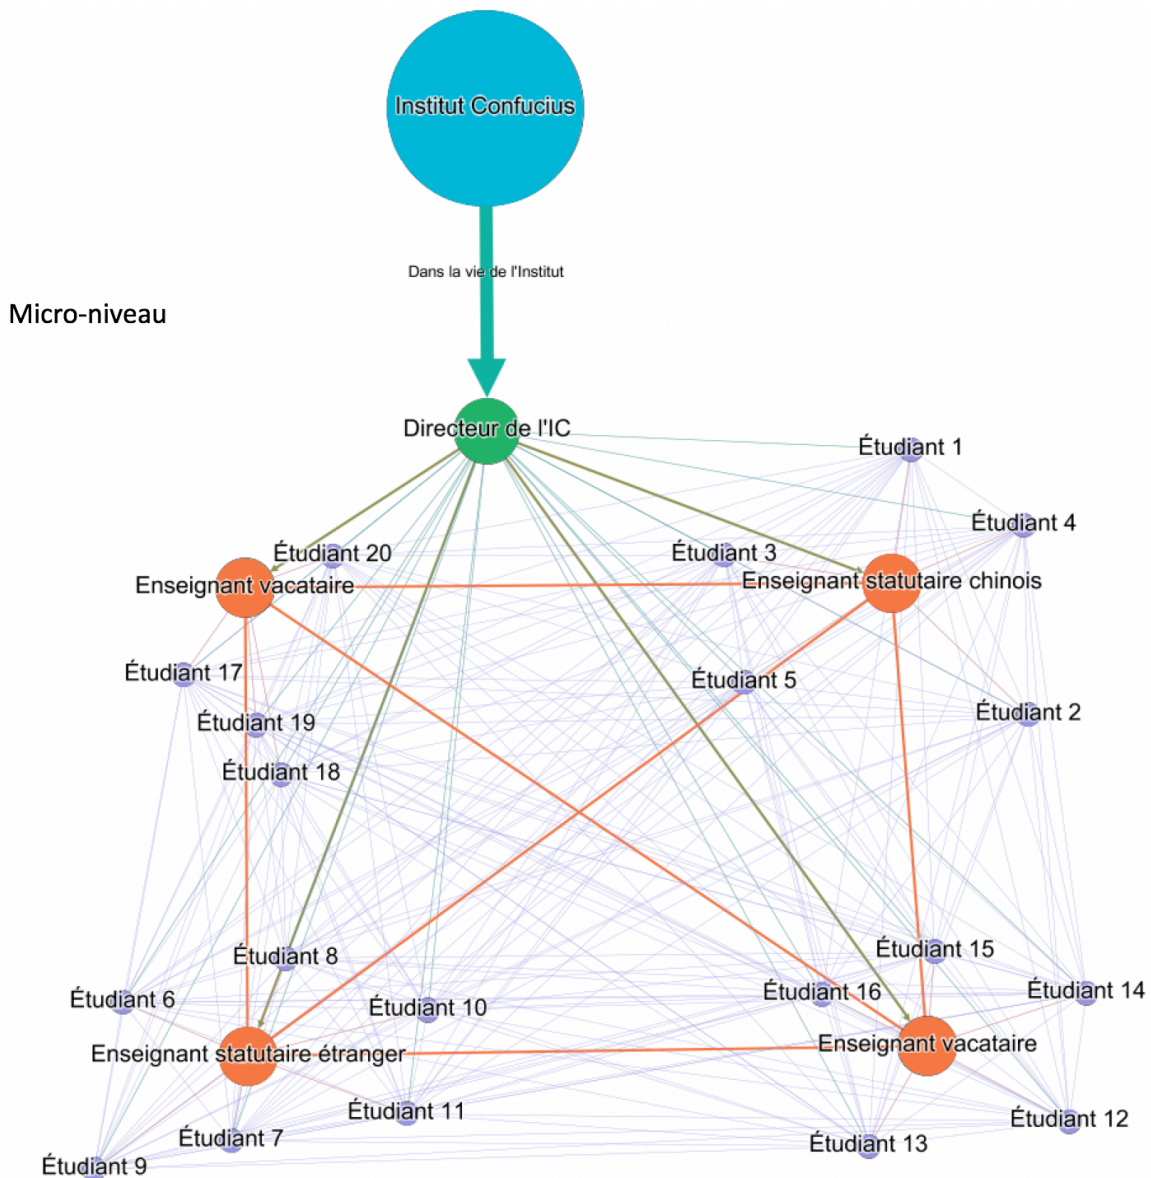 Institut Confucius
Dans la vie de l'Institut
Micro-niveau
Directeur de l'IC
Étudiant 1
Étudiant 4
Étudiant 20
Étudiant 3
Enseignant vacataire
Enseignant statutaire chinois
Étudiant 17
Étudiant 5
Étudiant 19
Étudiant 2
Étudiant 18
Étudiant 8
Étudiant 15
Étudiant 6
Étudiant 10
Étudiant 16
Étudiant 14
Enseignant statutaire étranger
Enseignant vacataire
Étudiant 11
Étudiant 12
Étudiant 7
Étudiant 13
Étudiant 9